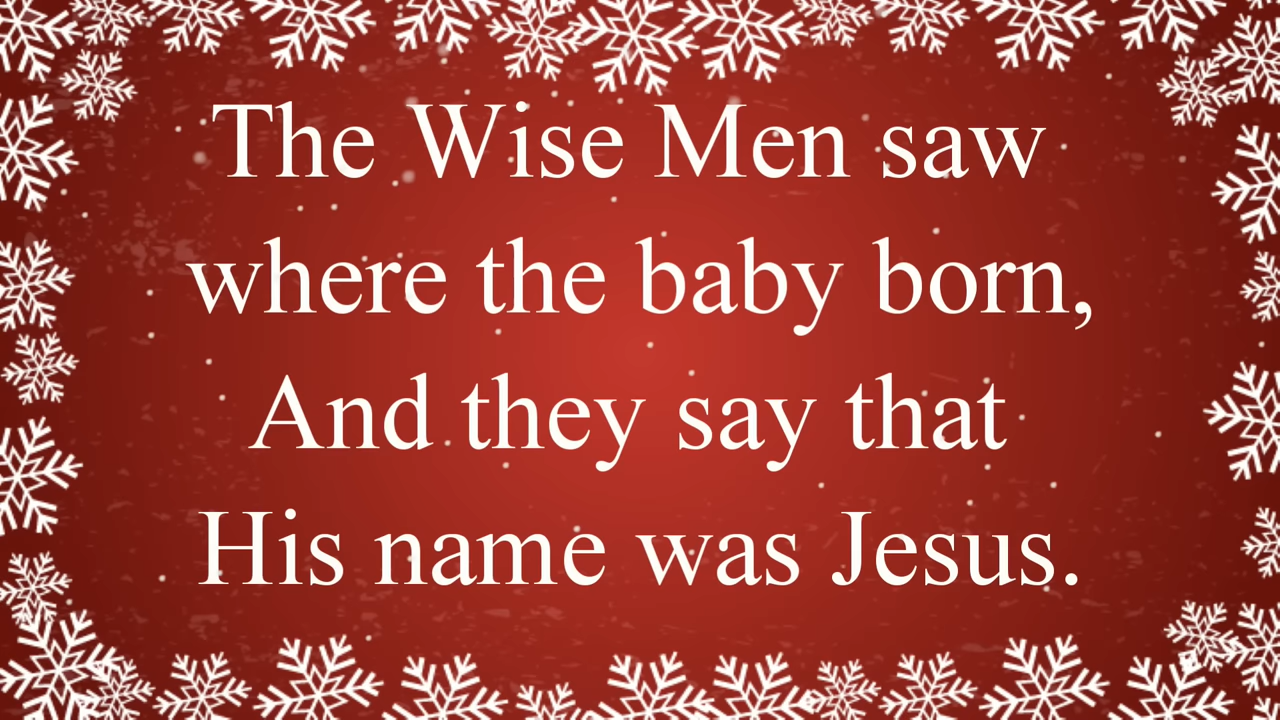 The Wise Men saw
where the baby born,
And they say that
His name was Jesus.